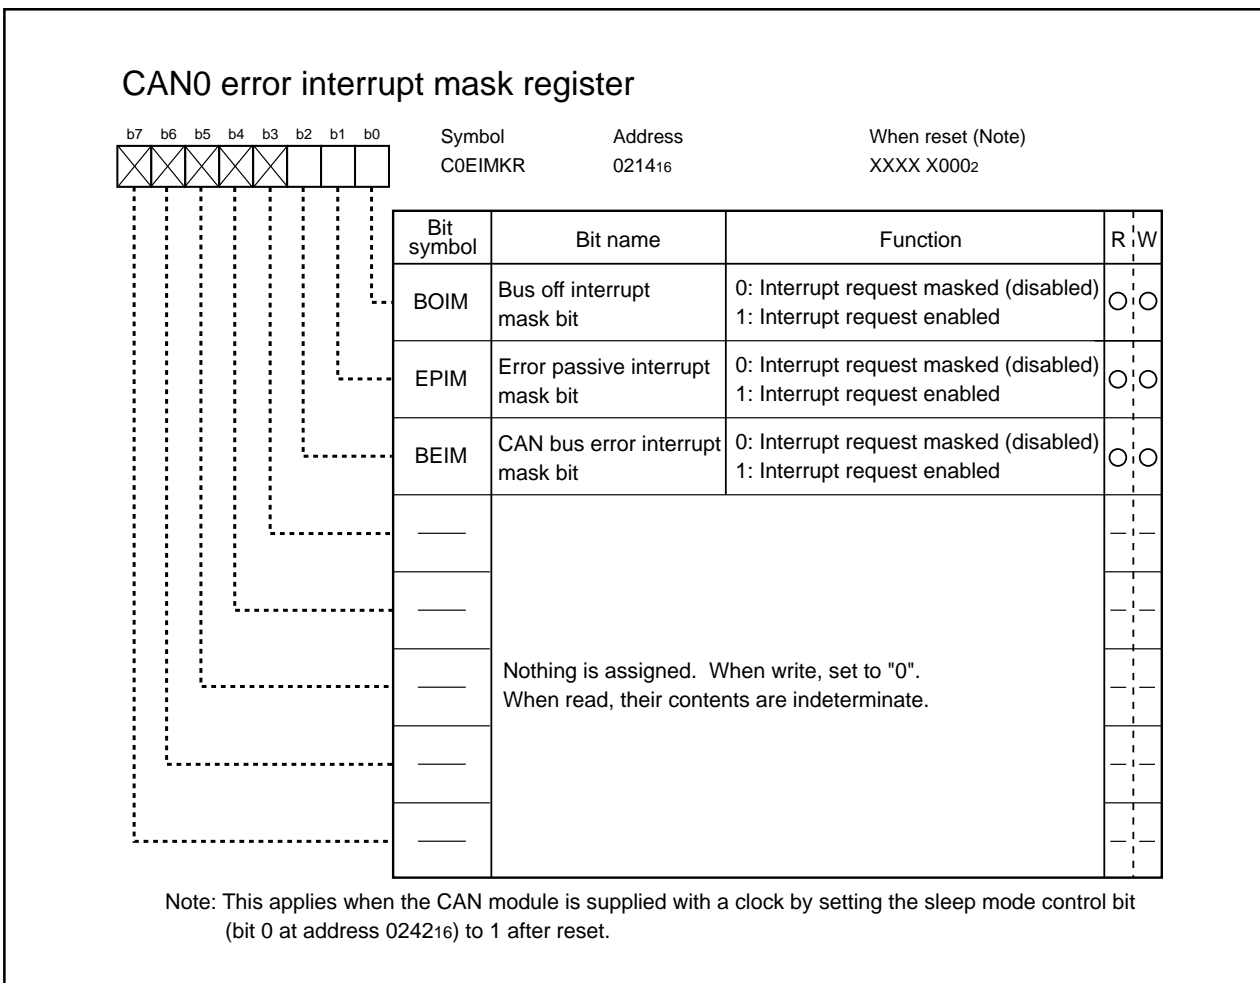 CAN0 error interrupt mask register
b7 b6 b5 b4 b3 b2 b1 b0
Symbol Address When reset (Note)
C0EIMKR 021416 XXXX X0002
Bit symbol Bit name Function R W
BOIM Bus off interrupt mask bit 0: Interrupt request masked (disabled)
1: Interrupt request enabled
EPIM Error passive interrupt mask bit 0: Interrupt request masked (disabled)
1: Interrupt request enabled
BEIM CAN bus error interrupt mask bit 0: Interrupt request masked (disabled)
1: Interrupt request enabled
Nothing is assigned. When write, set to "0".
When read, their contents are indeterminate.
Note: This applies when the CAN module is supplied with a clock by setting the sleep mode control bit
(bit 0 at address 024216) to 1 after reset.